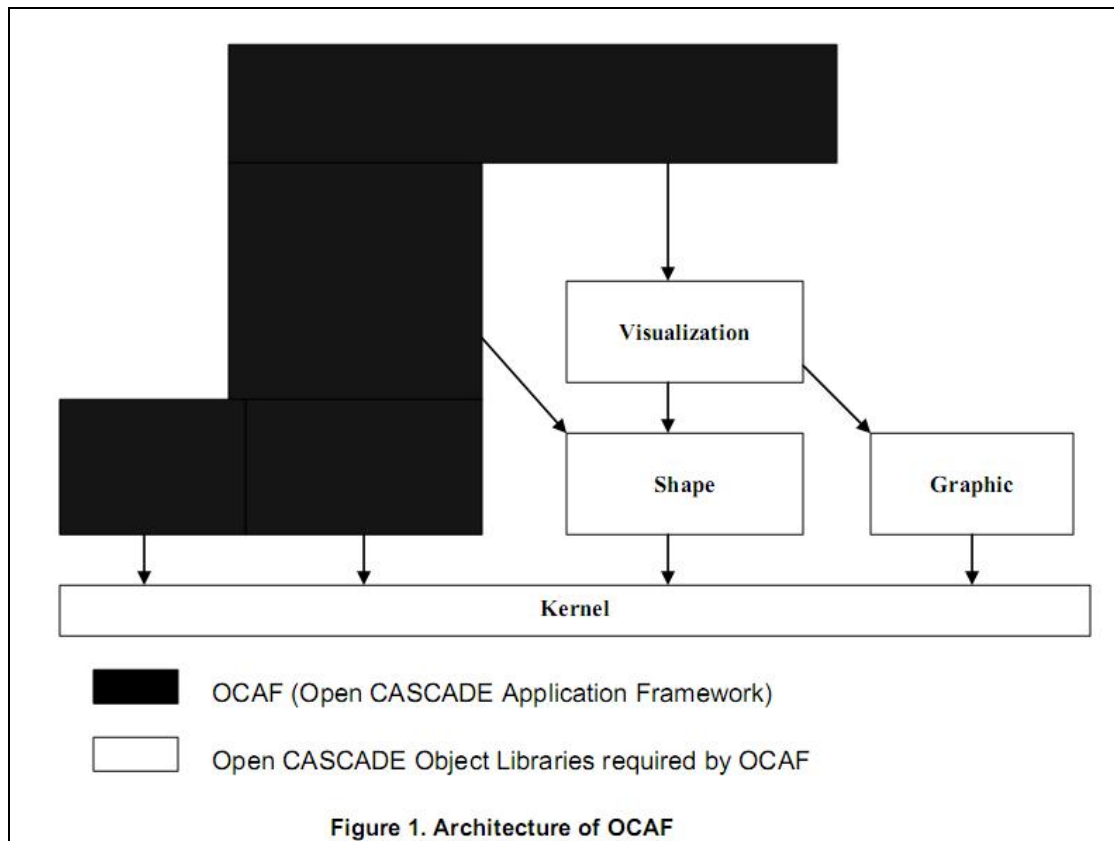 Visualization
Shape
Graphic
Kernel
OCAF (Open CASCADE Application Framework)
Open CASCADE Object Libraries required by OCAF
Figure 1. Architecture of OCAF